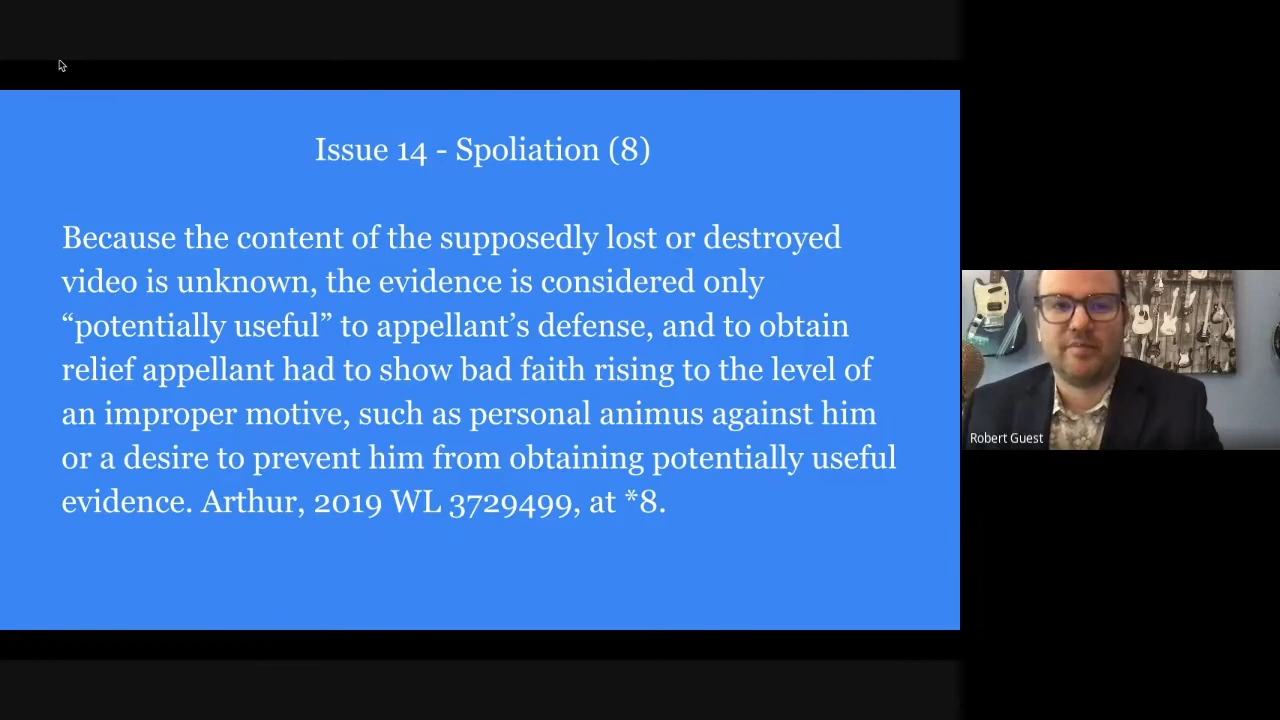 Issue 14 - Spoliation (8)
Because the content of the supposedly lost or destroyed
video is unknown, the evidence is considered only
“potentially useful” to appellant’s defense, and to obtain
relief appellant had to show bad faith rising to the level of
an improper motive, such as personal animus against him
or a desire to prevent him from obtaining potentially useful
evidence. Arthur, 2019 WL 3729499, at *8.
Robert Guest